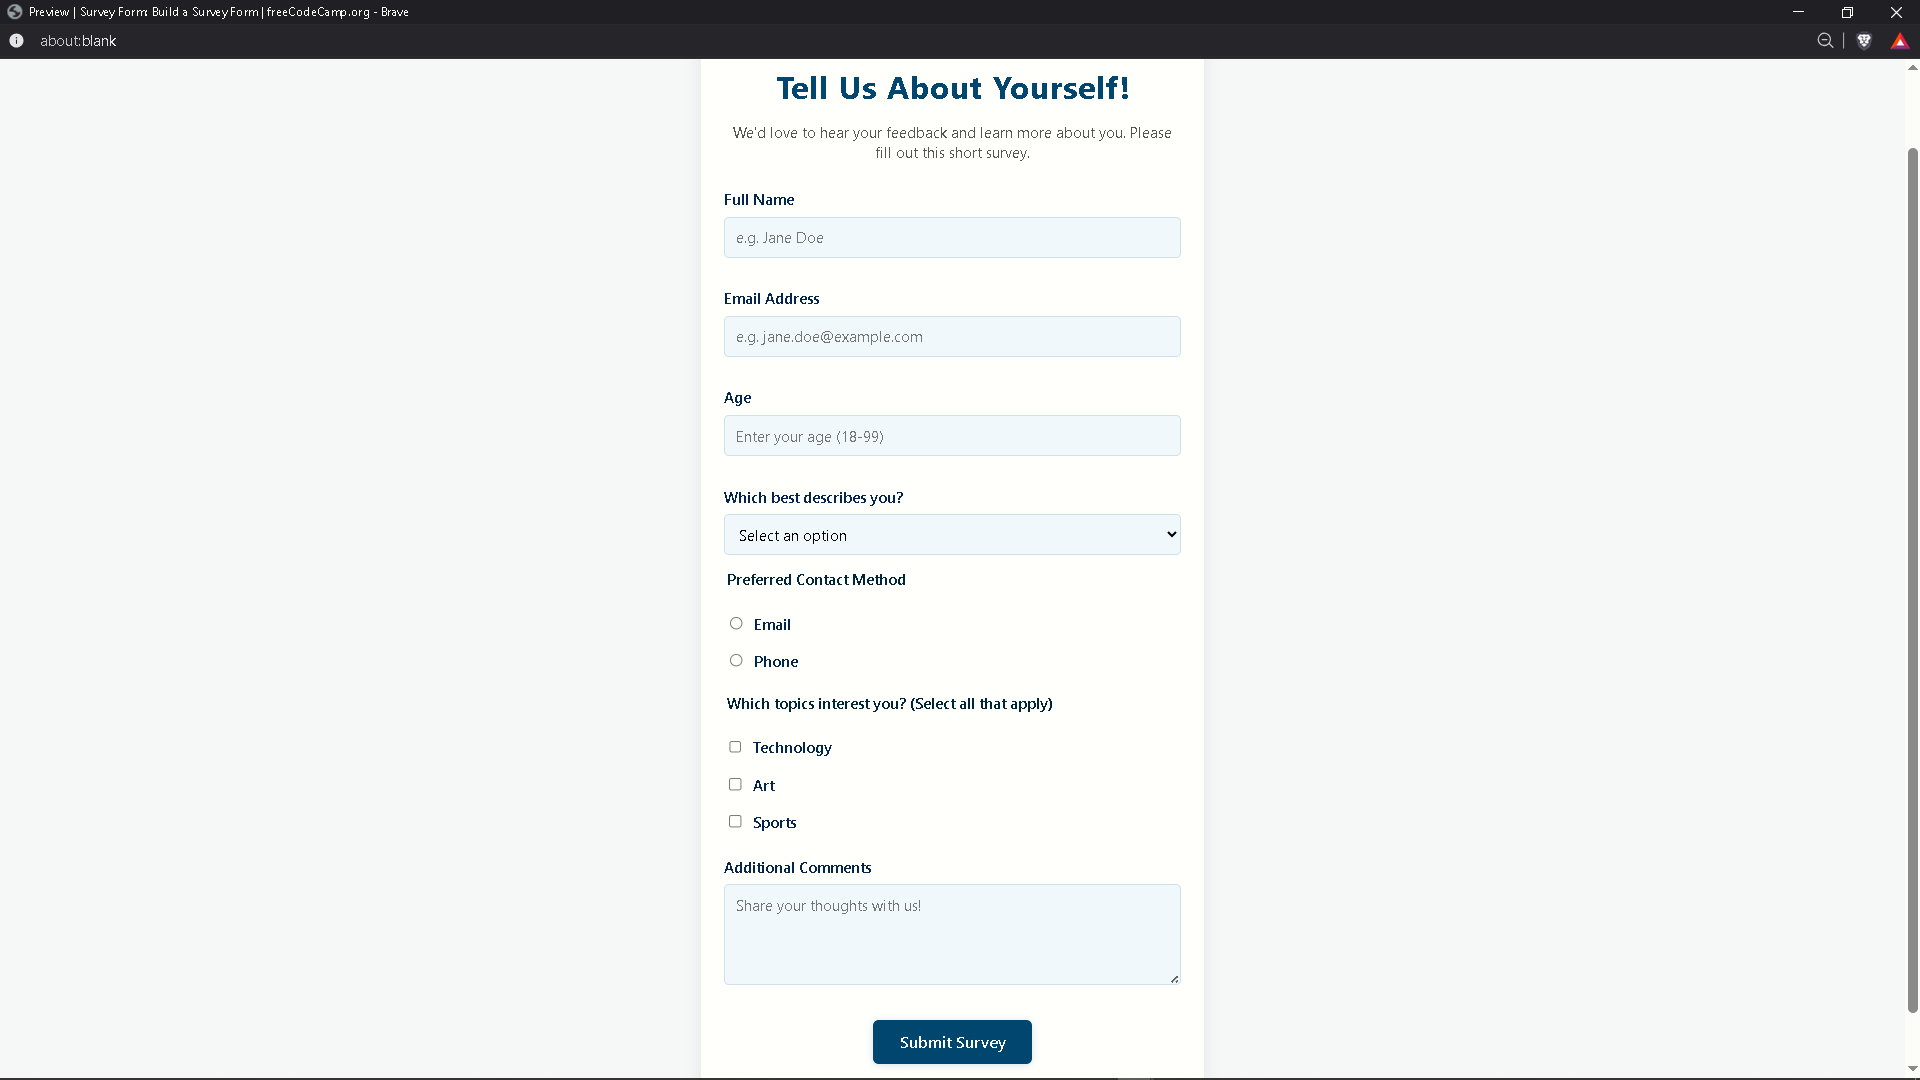 Preview | Survey Form: Build a Survey Form | freeCodeCamp.org - Brave
about:blank
Tell Us About Yourself!
We'd love to hear your feedback and learn more about you. Please
fill out this short survey.
Full Name
e.g. Jane Doe
Email Address
e.g. jane.doe@example.com
Age
Enter your age (18-99)
Which best describes you?
Select an option
Preferred Contact Method
Email
Phone
Which topics interest you? (Select all that apply)
Technology
Art
Sports
Additional Comments
Share your thoughts with us!
Submit Survey